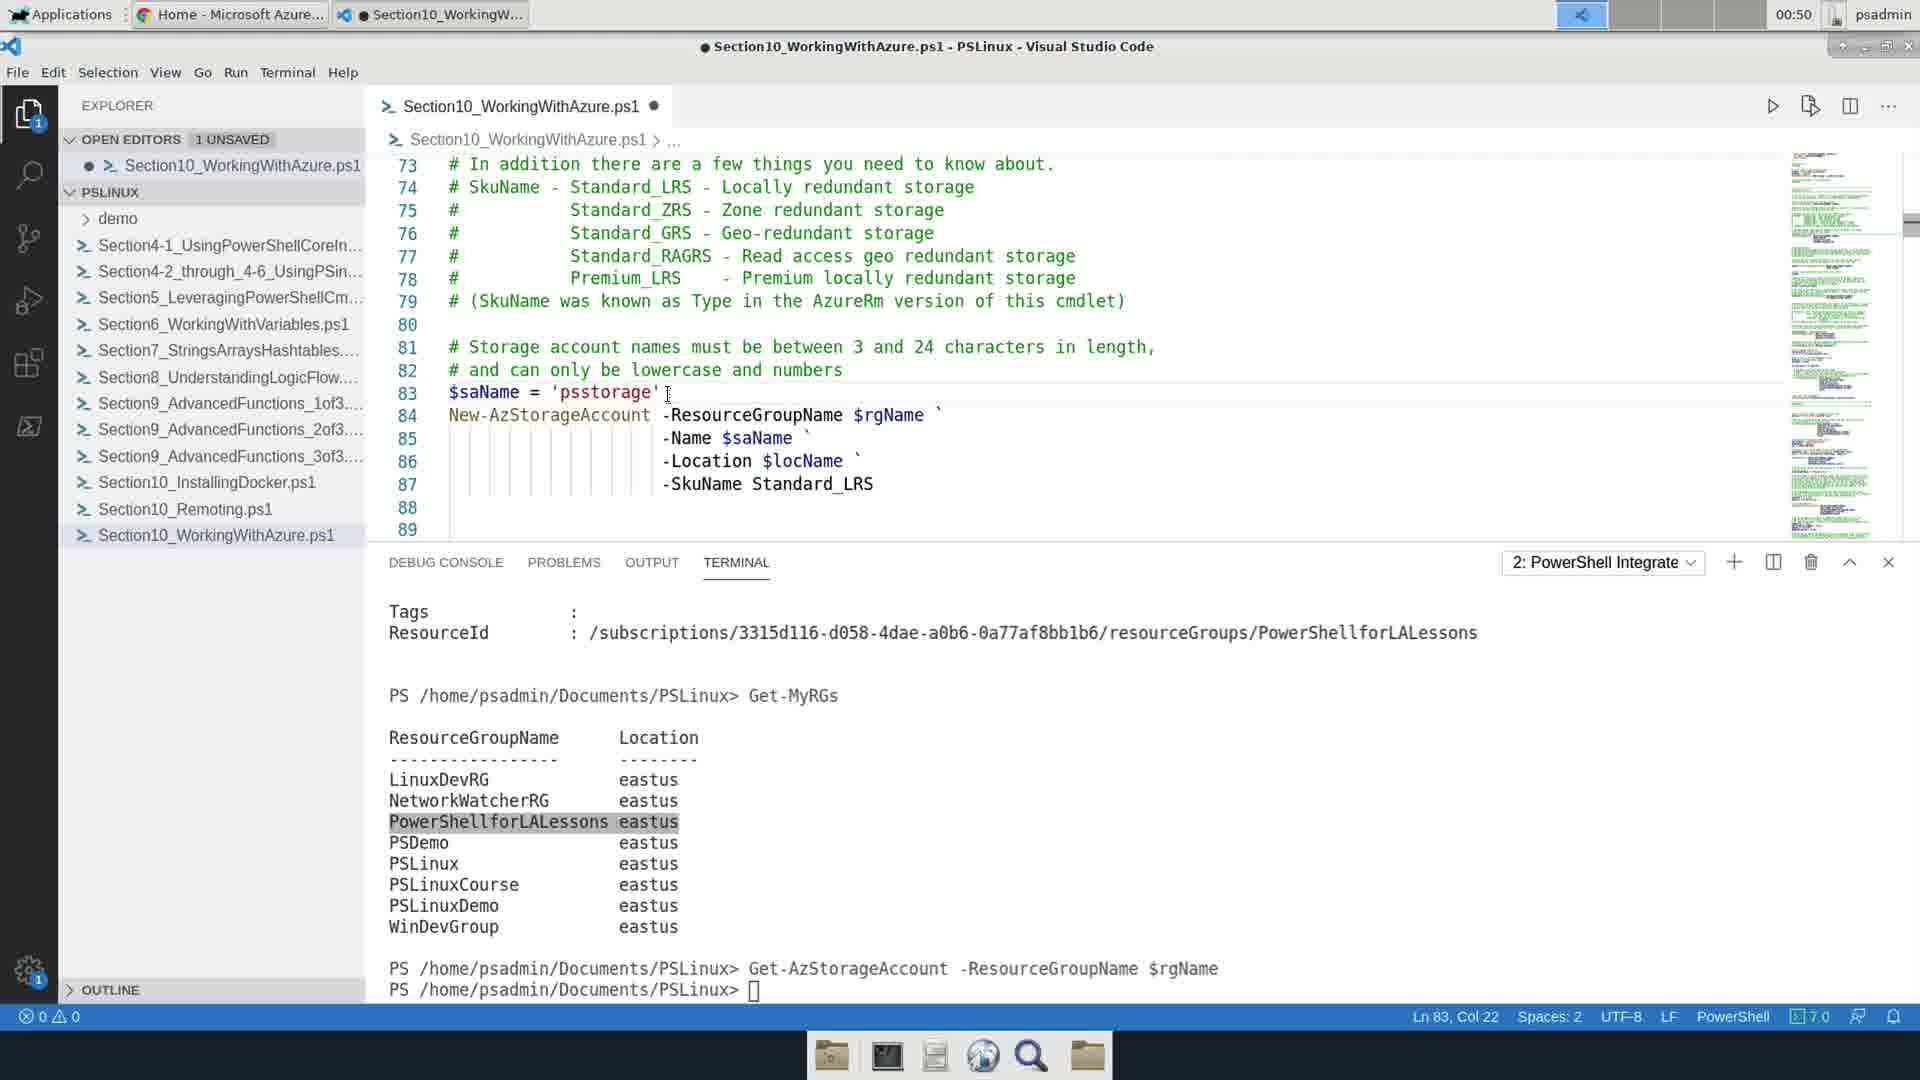 Applications
Home - Microsoft Azure...
● Section10_WorkingW...
00:50
psadmin
● Section10_WorkingWithAzure.ps1 - PSLinux - Visual Studio Code
File Edit Selection View Go Run Terminal Help
EXPLORER
OPEN EDITORS 1 UNSAVED
● Section10_WorkingWithAzure.ps1
PSLINUX
demo
Section4-1_UsingPowerShellCoreIn...
Section4-2_through_4-6_UsingPSin...
Section5_LeveragingPowerShellCm...
Section6_WorkingWithVariables.ps1
Section7_StringsArraysHashtables....
Section8_UnderstandingLogicFlow....
Section9_AdvancedFunctions_1of3....
Section9_AdvancedFunctions_2of3....
Section9_AdvancedFunctions_3of3....
Section10_InstallingDocker.ps1
Section10_Remoting.ps1
Section10_WorkingWithAzure.ps1
OUTLINE
1
1
Section10_WorkingWithAzure.ps1 ●
Section10_WorkingWithAzure.ps1 > ...
73 # In addition there are a few things you need to know about.
74 # SkuName - Standard_LRS - Locally redundant storage
75 # Standard_ZRS - Zone redundant storage
76 # Standard_GRS - Geo-redundant storage
77 # Standard_RAGRS - Read access geo redundant storage
78 # Premium_LRS - Premium locally redundant storage
79 # (SkuName was known as Type in the AzureRm version of this cmdlet)
80
81 # Storage account names must be between 3 and 24 characters in length,
82 # and can only be lowercase and numbers
83 $saName = 'psstorage'
84 New-AzStorageAccount -ResourceGroupName $rgName `
85 -Name $saName `
86 -Location $locName `
87 -SkuName Standard_LRS
88
89
DEBUG CONSOLE PROBLEMS OUTPUT TERMINAL
2: PowerShell Integrate
Tags :
ResourceId : /subscriptions/3315d116-d058-4dae-a0b6-0a77af8bb1b6/resourceGroups/PowerShellforLALessons
PS /home/psadmin/Documents/PSLinux> Get-MyRGs
ResourceGroupName Location
----------------- --------
LinuxDevRG eastus
NetworkWatcherRG eastus
PowerShellforLALessons eastus
PSDemo eastus
PSLinux eastus
PSLinuxCourse eastus
PSLinuxDemo eastus
WinDevGroup eastus
PS /home/psadmin/Documents/PSLinux> Get-AzStorageAccount -ResourceGroupName $rgName
PS /home/psadmin/Documents/PSLinux>
0 0
Ln 83, Col 22 Spaces: 2 UTF-8 LF PowerShell 7.0